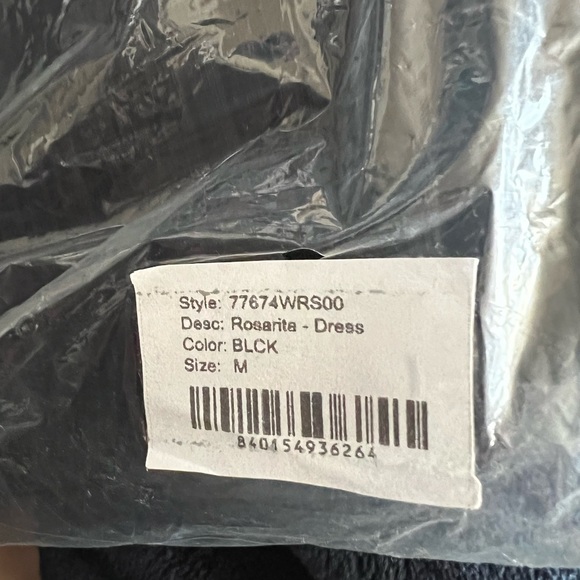 Style: 77674WRS00
Desc: Rosarita - Dress
Color: BLCK
Size: M
840154936264